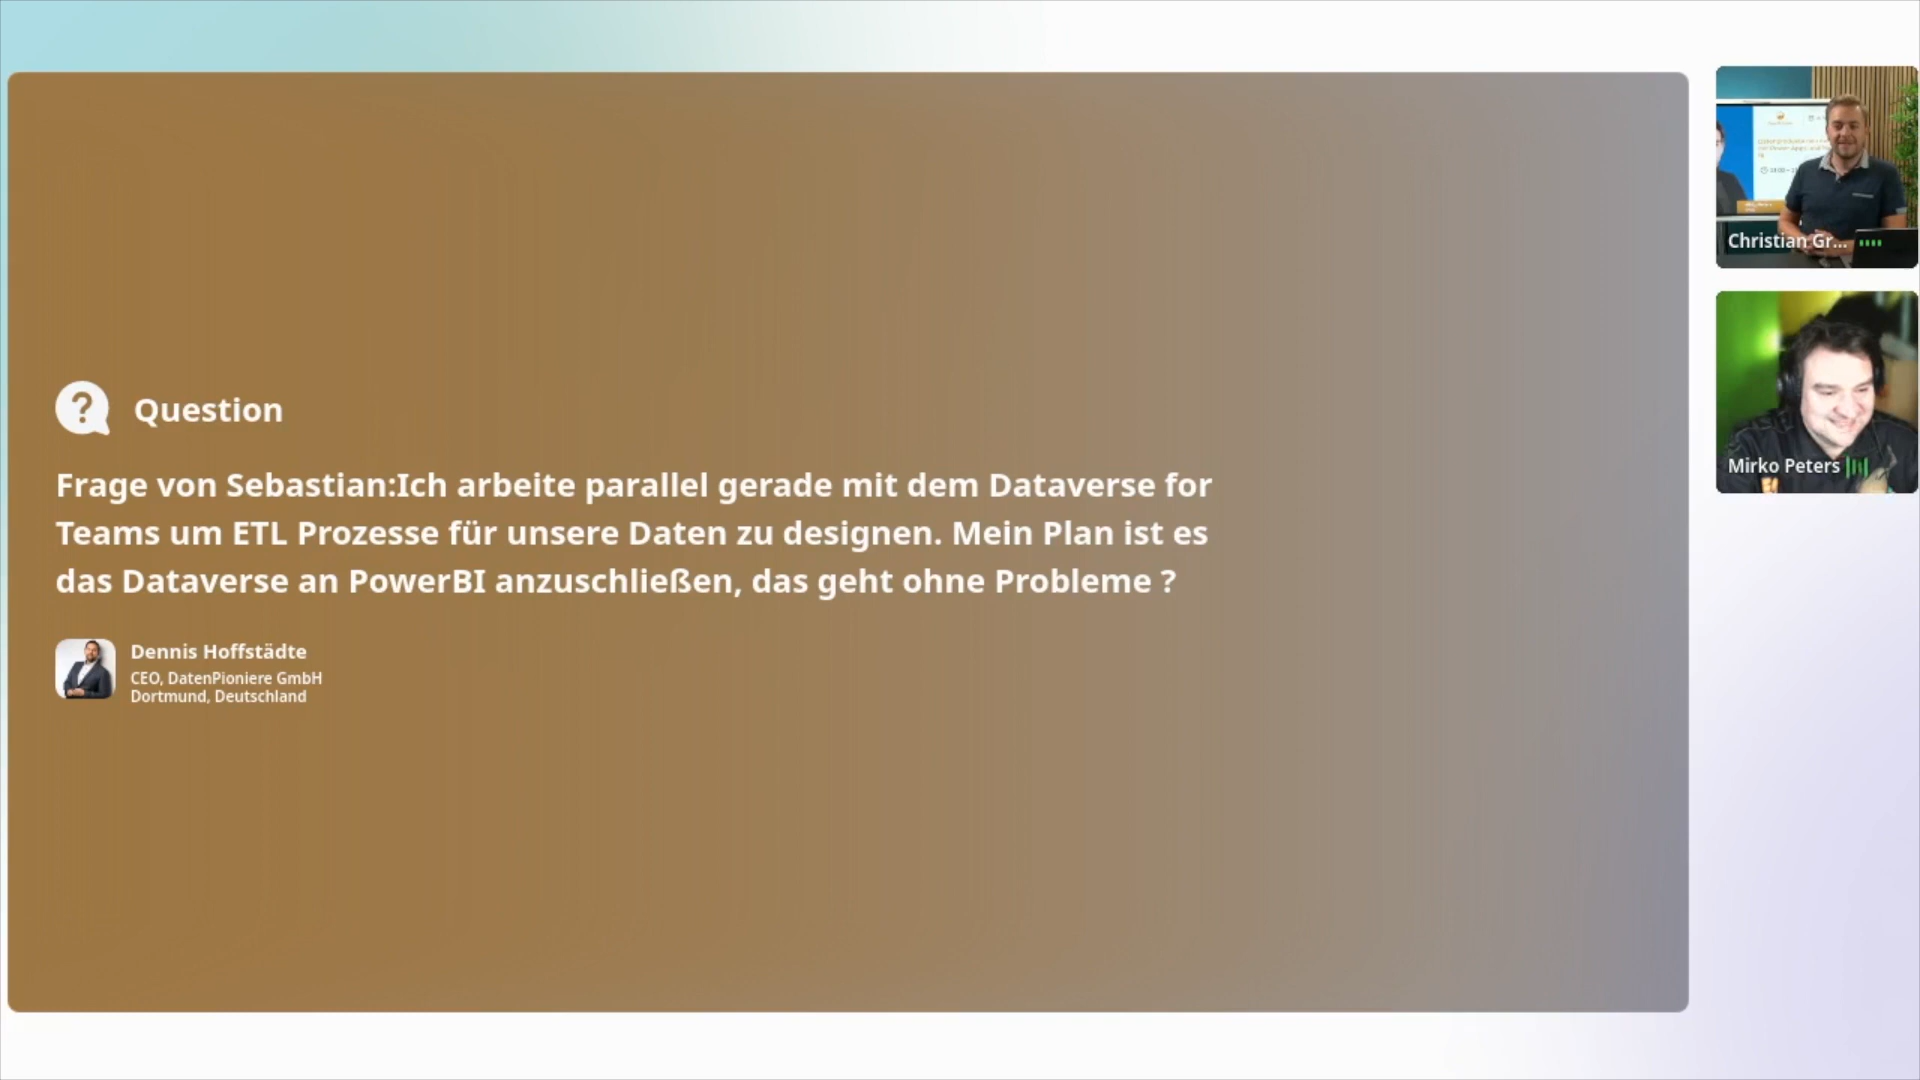 Question
Frage von Sebastian:Ich arbeite parallel gerade mit dem Dataverse for
Teams um ETL Prozesse für unsere Daten zu designen. Mein Plan ist es
das Dataverse an PowerBI anzuschließen, das geht ohne Probleme ?
Dennis Hoffstädte
CEO, DatenPioniere GmbH
Dortmund, Deutschland
Christian Gr...
Mirko Peters